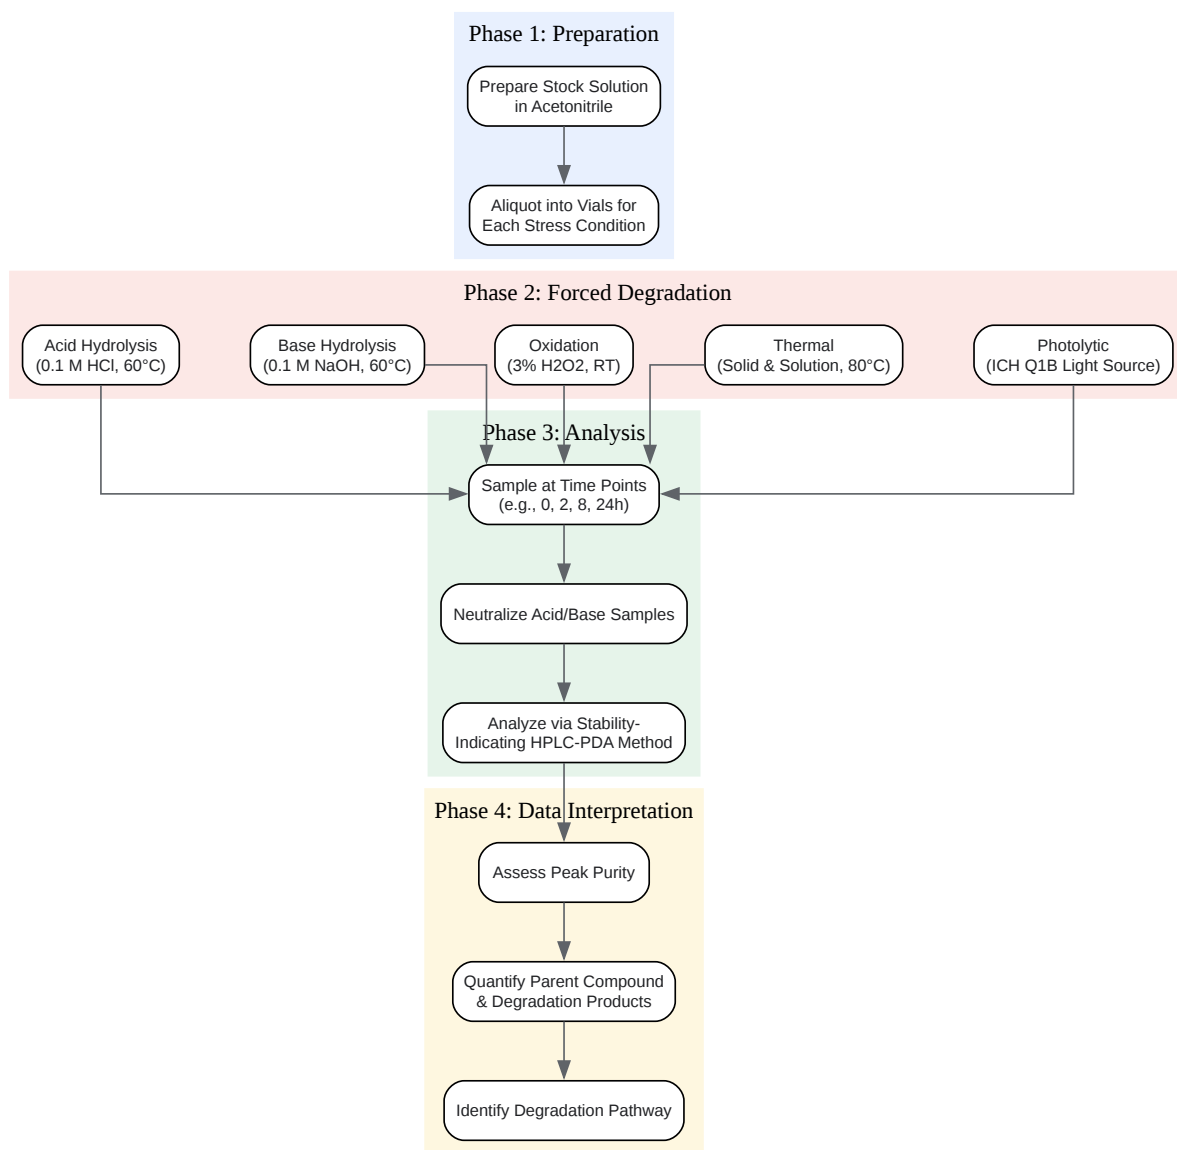 Phase 1: Preparation
Prepare Stock Solution
in Acetonitrile
Aliquot into Vials for
Each Stress Condition
Phase 2: Forced Degradation
Acid Hydrolysis
(0.1 M HCl, 60°C)
Base Hydrolysis
(0.1 M NaOH, 60°C)
Oxidation
(3% H2O2, RT)
Thermal
(Solid & Solution, 80°C)
Photolytic
(ICH Q1B Light Source)
Phase 3: Analysis
Sample at Time Points
(e.g., 0, 2, 8, 24h)
Neutralize Acid/Base Samples
Analyze via Stability-
Indicating HPLC-PDA Method
Phase 4: Data Interpretation
Assess Peak Purity
Quantify Parent Compound
& Degradation Products
Identify Degradation Pathway